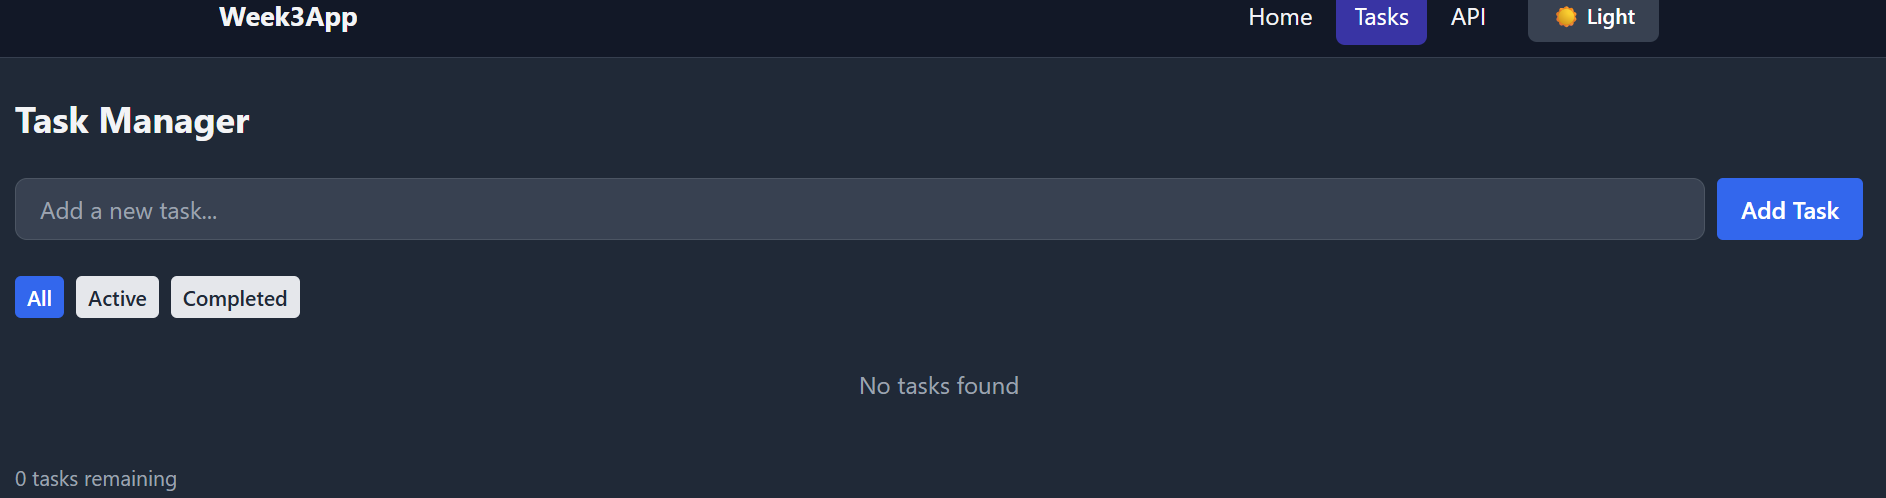 Week3App Home Tasks API Light
Task Manager
Add a new task... Add Task
All Active Completed
No tasks found
0 tasks remaining